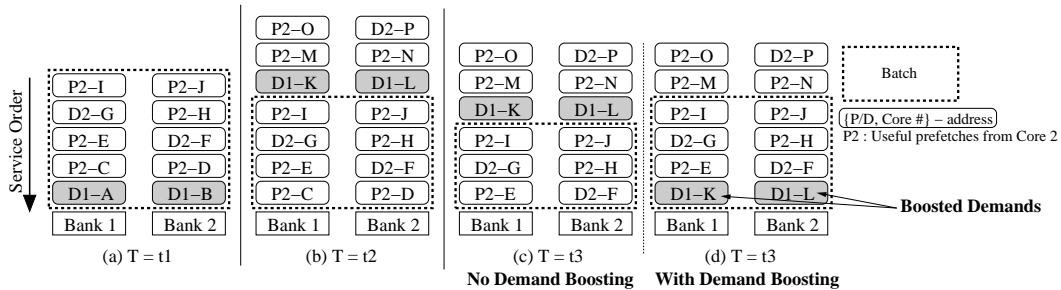 Service Order
P2−I P2−J
D2−G P2−H
P2−E D2−F
P2−C P2−D
D1−A D1−B
Bank 1 Bank 2
(a) T = t1
P2−O D2−P
P2−M P2−N
D1−K D1−L
P2−I P2−J
D2−G P2−H
P2−E D2−F
P2−C P2−D
Bank 1 Bank 2
(b) T = t2
P2−O D2−P
P2−M P2−N
D1−K D1−L
P2−I P2−J
D2−G P2−H
P2−E D2−F
Bank 1 Bank 2
(c) T = t3
No Demand Boosting
P2−O D2−P
P2−M P2−N
P2−I P2−J
D2−G P2−H
P2−E D2−F
D1−K D1−L
Bank 1 Bank 2
(d) T = t3
With Demand Boosting
Batch
{P/D, Core #} − address
P2 : Useful prefetches from Core 2
Boosted Demands